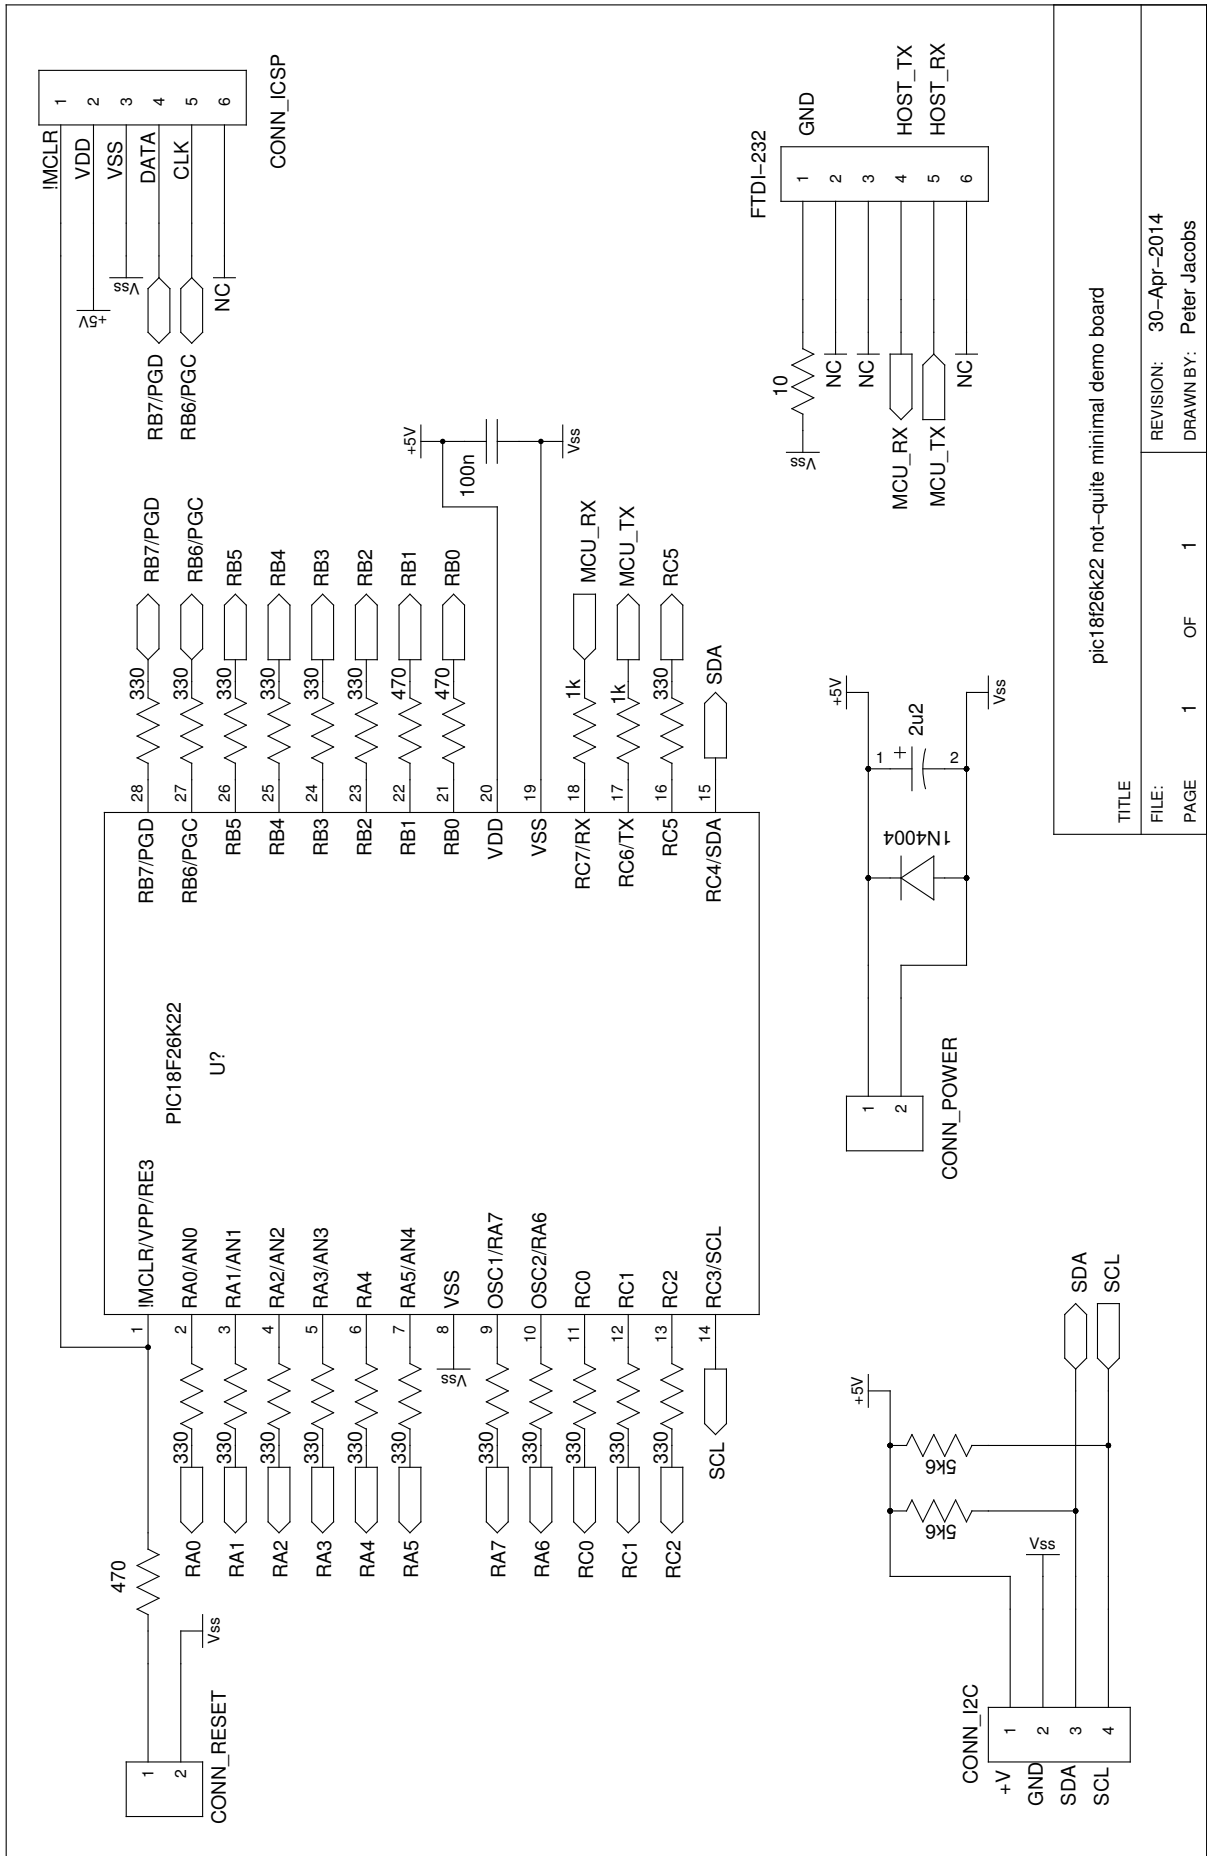 CONN_RESET
1
2
Vss
470
!MCLR
VDD
VSS
DATA
CLK
1
2
3
4
5
6
CONN_ICSP
+5V
Vss
RB7/PGD
RB6/PGC
NC
PIC18F26K22
U?
1 !MCLR/VPP/RE3
RA0 330 2 RA0/AN0
RA1 330 3 RA1/AN1
RA2 330 4 RA2/AN2
RA3 330 5 RA3/AN3
RA4 330 6 RA4
RA5 330 7 RA5/AN4
Vss 8 VSS
RA7 330 9 OSC1/RA7
RA6 330 10 OSC2/RA6
RC0 330 11 RC0
RC1 330 12 RC1
RC2 330 13 RC2
SCL 14 RC3/SCL
RB7/PGD 28 330 RB7/PGD
RB6/PGC 27 330 RB6/PGC
RB5 26 330 RB5
RB4 25 330 RB4
RB3 24 330 RB3
RB2 23 330 RB2
RB1 22 470 RB1
RB0 21 470 RB0
VDD 20
VSS 19
RC7/RX 18 1k MCU_RX
RC6/TX 17 1k MCU_TX
RC5 16 330 RC5
RC4/SDA 15 SDA
+5V
100n
Vss
FTDI-232
1
2
3
4
5
6
GND
HOST_TX
HOST_RX
10
Vss
NC
NC
MCU_RX
MCU_TX
NC
CONN_I2C
+V 1
GND 2
SDA 3
SCL 4
Vss
5k6
5k6
+5V
SDA
SCL
CONN_POWER
1
2
1N4004
1
+
2u2
2
+5V
Vss
TITLE
pic18f26k22 not-quite minimal demo board
FILE:
REVISION: 30-Apr-2014
PAGE 1 OF 1
DRAWN BY: Peter Jacobs